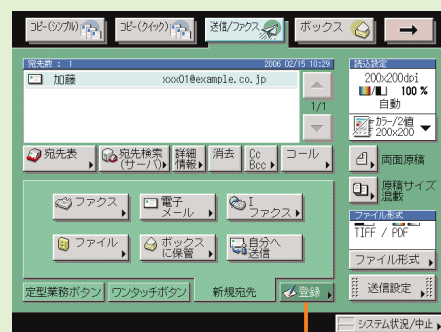 コピー(シンプル)
コピー(クイック)
送信/ファクス
ボックス
宛先数 : 1
2006 02/15 10:29
加藤
xxx01@example.co.jp
1/1
宛先表
宛先検索
(サーバ)
詳細
情報
消去
Cc
Bcc
コール
ファクス
電子
メール
I
ファクス
ファイル
ボックス
に保管
自分へ
送信
定型業務ボタン
ワンタッチボタン
新規宛先
登録
読込設定
200x200dpi
100 %
自動
カラー/2値
200x200
両面原稿
原稿サイズ
混載
ファイル形式
TIFF / PDF
ファイル形式
送信設定
システム状況/中止